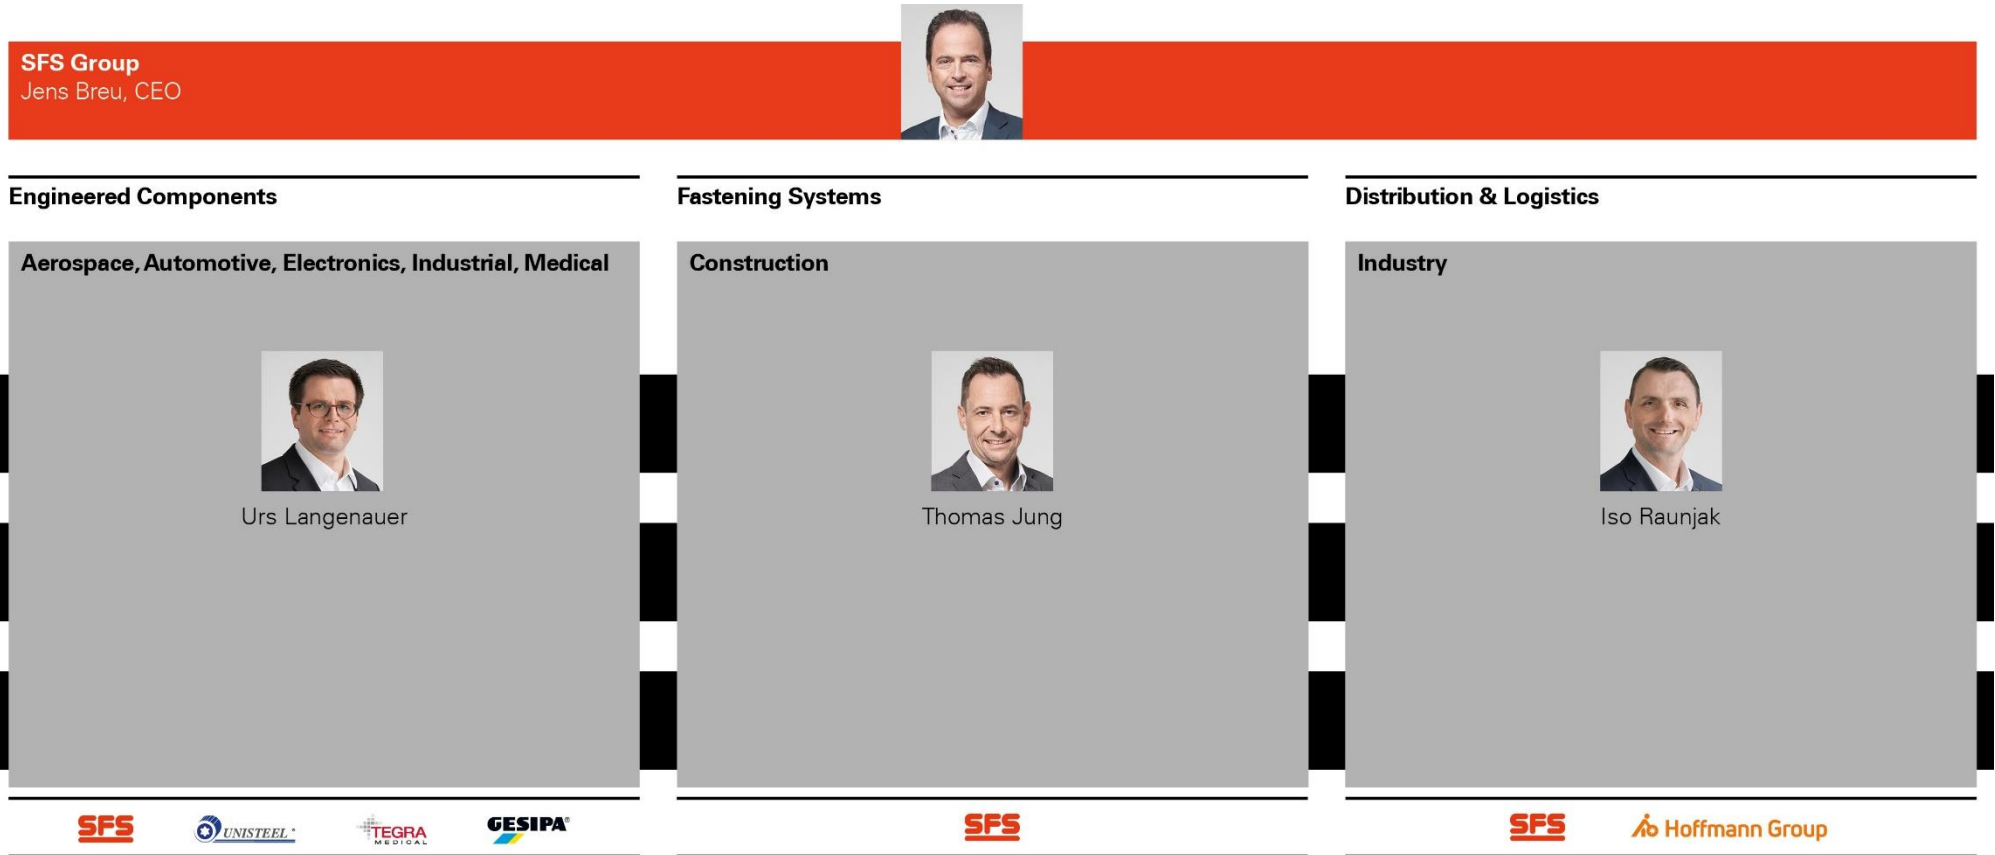 SFS Group
Jens Breu, CEO
Engineered Components
Fastening Systems
Distribution & Logistics
Aerospace, Automotive, Electronics, Industrial, Medical
Construction
Industry
Urs Langenauer
Thomas Jung
Iso Raunjak
SFS
UNISTEEL
TEGRA
MEDICAL
GESIPA®
SFS
SFS
Hoffmann Group